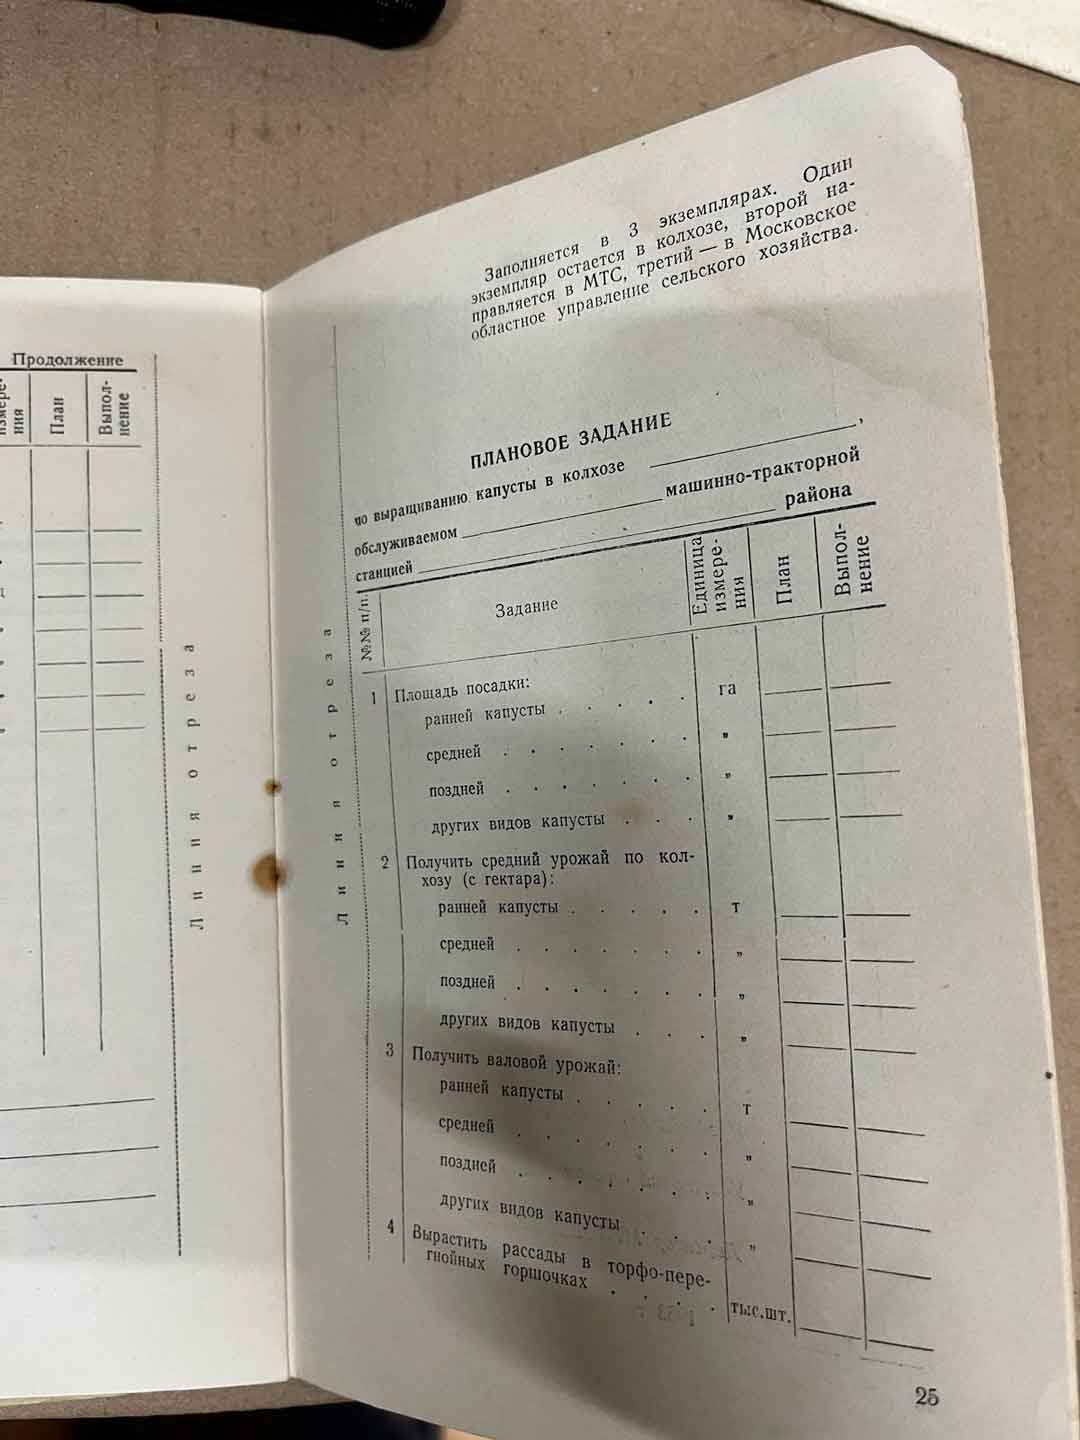 Продолжение
измере-
ния
План
Выпол-
нение
Линия отреза
Заполняется в 3 экземплярах. Один
экземпляр остается в колхозе, второй на-
правляется в МТС, третий — в Московское
областное управление сельского хозяйства.
ПЛАНОВОЕ ЗАДАНИЕ
по выращиванию капусты в колхозе ,
обслуживаемом машинно-тракторной
станцией района
Линия отреза
№№ п/п.
Задание
Единица
измере-
ния
План
Выпол-
нение
1 Площадь посадки:
ранней капусты . . . . . га
средней . . . . . . . „
поздней . . . . . . . „
других видов капусты . . . „
2 Получить средний урожай по кол-
хозу (с гектара):
ранней капусты . . . . . т
средней . . . . . . . „
поздней . . . . . . . „
других видов капусты . . . „
3 Получить валовой урожай:
ранней капусты . . . . . т
средней . . . . . . . „
поздней . . . . . . . „
других видов капусты . . . „
4 Вырастить рассады в торфо-пере-
гнойных горшочках . . . . тыс.шт.
25